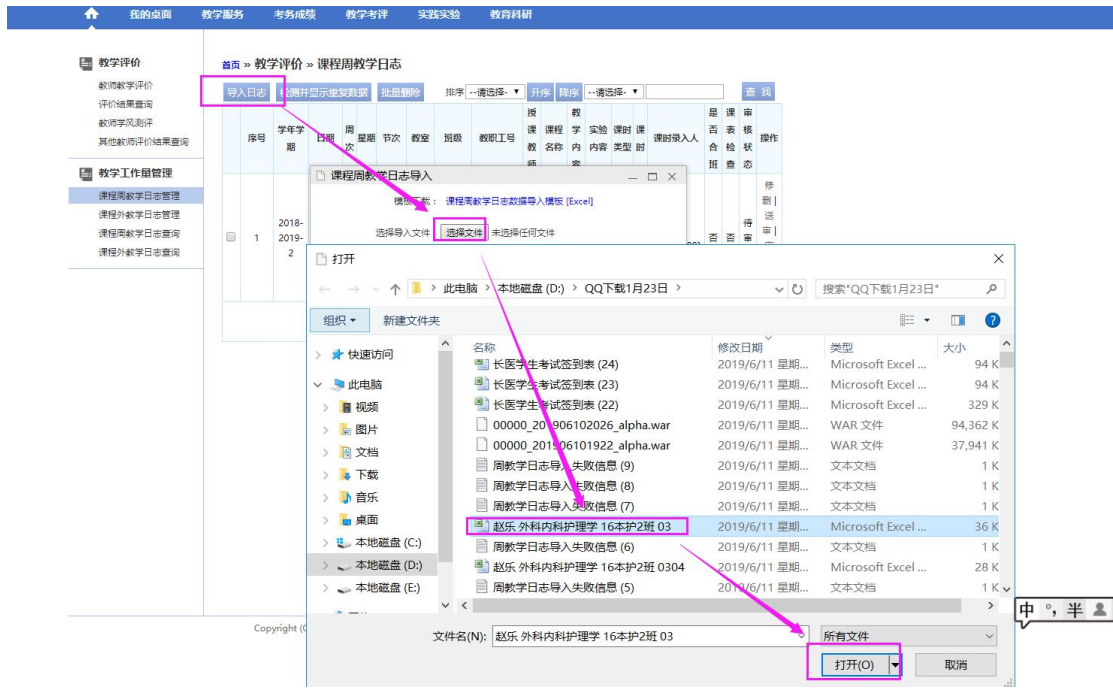 我的桌面 教学服务 考务成绩 教学考评 实践实验 教育科研
教学评价
教师教学评价
评价结果查询
教师学风测评
其他教师评价结果查询
教学工作量管理
课程周教学日志管理
课程外教学日志管理
课程周教学日志查询
课程外教学日志查询
首页 » 教学评价 » 课程周教学日志
导入日志 检测并显示重复数据 批量删除 排序 --请选择- 升序 降序 --请选择- 查 找
序号 学年学期 日期 周次 星期 节次 教室 班级 教职工号 授课教师 课程名称 教学内容 实验内容 课时类型 课时 课时录入人 是否合班 课表检查 审核状态 操作
1 2018-2019-2 否 否 待审 修 删| 送 审|
课程周教学日志导入
模板下载： 课程周教学日志数据导入模板 [Excel]
选择导入文件 选择文件 未选择任何文件
打开
此电脑 > 本地磁盘 (D:) > QQ下载1月23日 > 搜索"QQ下载1月23日"
组织 新建文件夹
快速访问
此电脑
视频
图片
文档
下载
音乐
桌面
本地磁盘 (C:)
本地磁盘 (D:)
本地磁盘 (E:)
名称 修改日期 类型 大小
长医学生考试签到表 (24) 2019/6/11 星期... Microsoft Excel ... 94 K
长医学生考试签到表 (23) 2019/6/11 星期... Microsoft Excel ... 94 K
长医学生考试签到表 (22) 2019/6/11 星期... Microsoft Excel ... 329 K
00000_201906102026_alpha.war 2019/6/11 星期... WAR 文件 94,362 K
00000_201906101922_alpha.war 2019/6/11 星期... WAR 文件 37,941 K
周教学日志导入失败信息 (9) 2019/6/11 星期... 文本文档 1 K
周教学日志导入失败信息 (8) 2019/6/11 星期... 文本文档 1 K
周教学日志导入失败信息 (7) 2019/6/11 星期... 文本文档 1 K
赵乐 外科内科护理学 16本护2班 03 2019/6/11 星期... Microsoft Excel ... 36 K
周教学日志导入失败信息 (6) 2019/6/11 星期... 文本文档 1 K
赵乐 外科内科护理学 16本护2班 0304 2019/6/11 星期... Microsoft Excel ... 28 K
周教学日志导入失败信息 (5) 2019/6/11 星期... 文本文档 1 K
文件名(N): 赵乐 外科内科护理学 16本护2班 03 所有文件
打开(O) 取消
Copyright (
中 °, 半